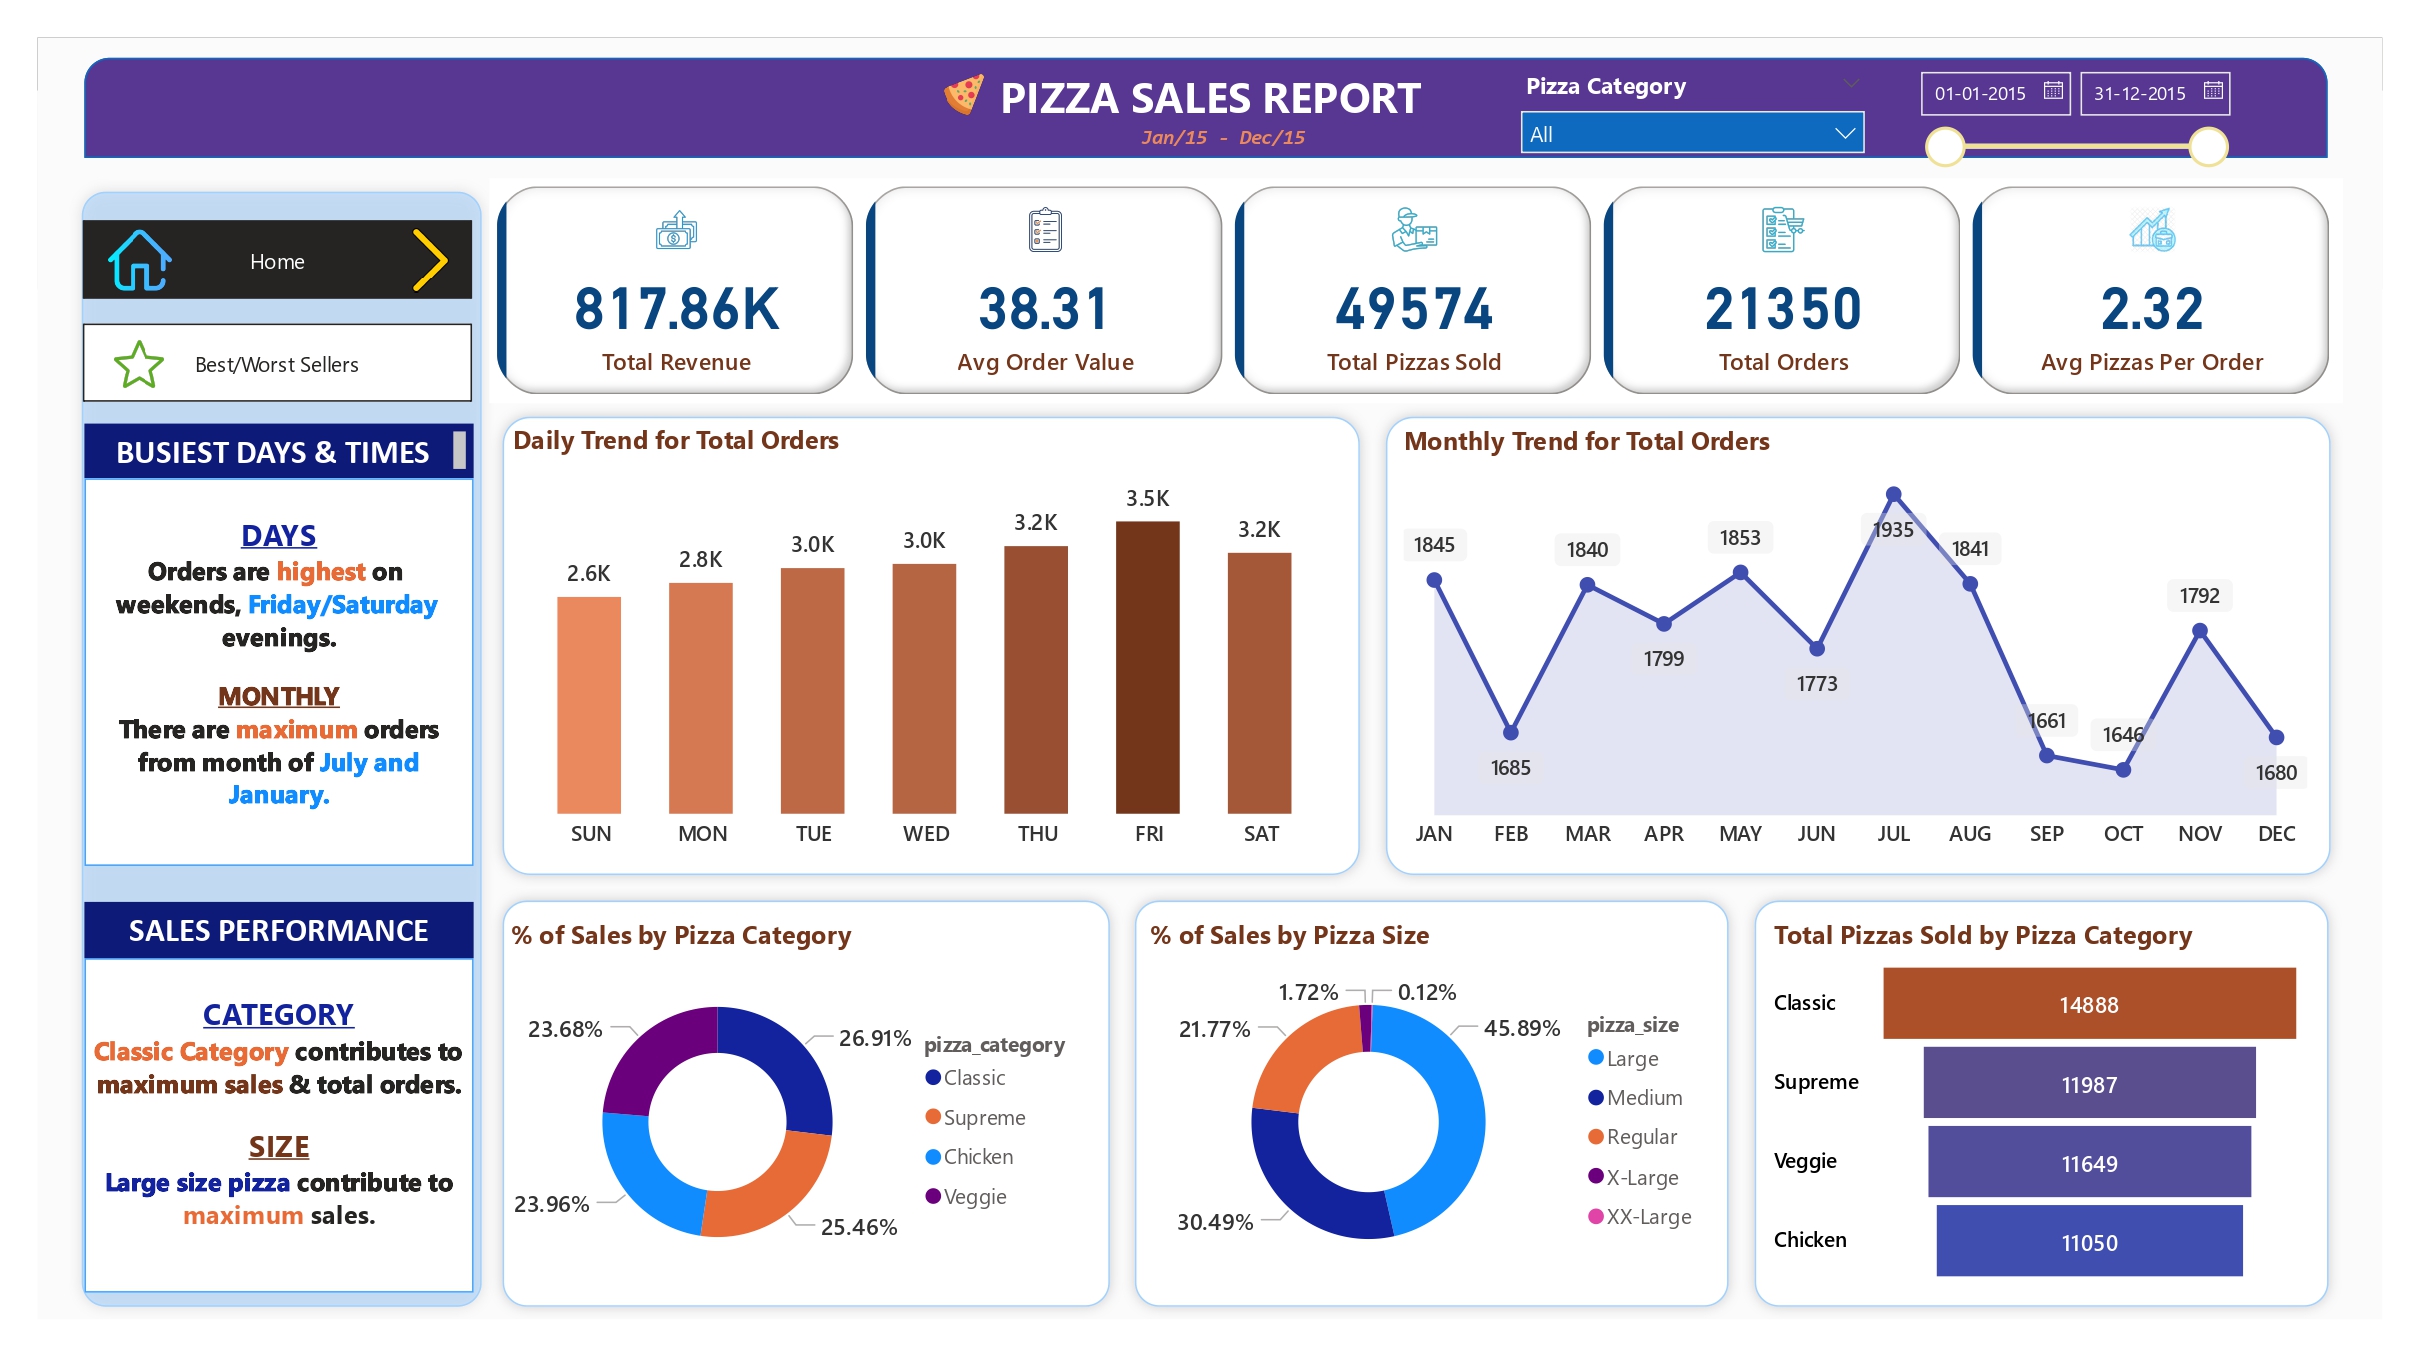 PIZZA SALES REPORT
Jan/15 - Dec/15
Pizza Category
All
01-01-2015
31-12-2015
Home
Best/Worst Sellers
BUSIEST DAYS & TIMES
DAYS
Orders are highest on
weekends, Friday/Saturday
evenings.
MONTHLY
There are maximum orders
from month of July and
January.
SALES PERFORMANCE
CATEGORY
Classic Category contributes to
maximum sales & total orders.
SIZE
Large size pizza contribute to
maximum sales.
817.86K
Total Revenue
38.31
Avg Order Value
49574
Total Pizzas Sold
21350
Total Orders
2.32
Avg Pizzas Per Order
Daily Trend for Total Orders
2.6K
2.8K
3.0K
3.0K
3.2K
3.5K
3.2K
SUN MON TUE WED THU FRI SAT
Monthly Trend for Total Orders
1845
1685
1840
1799
1853
1773
1935
1841
1661
1646
1792
1680
JAN FEB MAR APR MAY JUN JUL AUG SEP OCT NOV DEC
% of Sales by Pizza Category
23.68%
26.91%
23.96%
25.46%
pizza_category
Classic
Supreme
Chicken
Veggie
% of Sales by Pizza Size
1.72%
0.12%
21.77%
45.89%
30.49%
pizza_size
Large
Medium
Regular
X-Large
XX-Large
Total Pizzas Sold by Pizza Category
Classic 14888
Supreme 11987
Veggie 11649
Chicken 11050